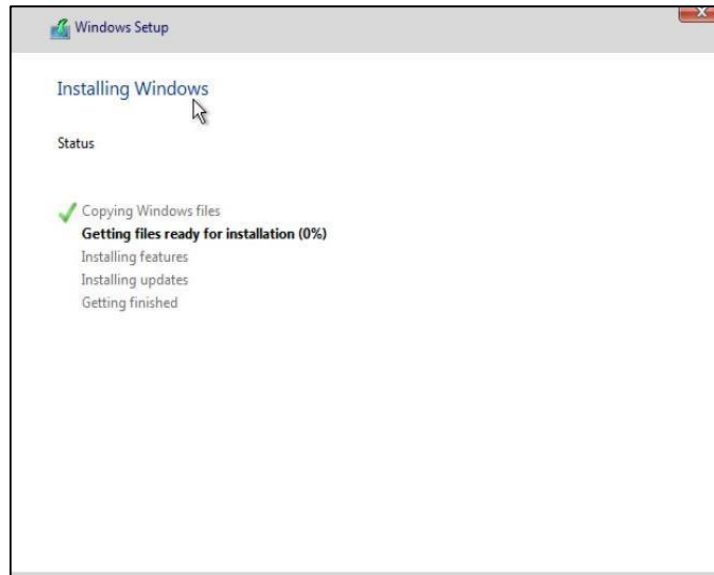 Windows Setup
Installing Windows
Status
Copying Windows files
Getting files ready for installation (0%)
Installing features
Installing updates
Getting finished